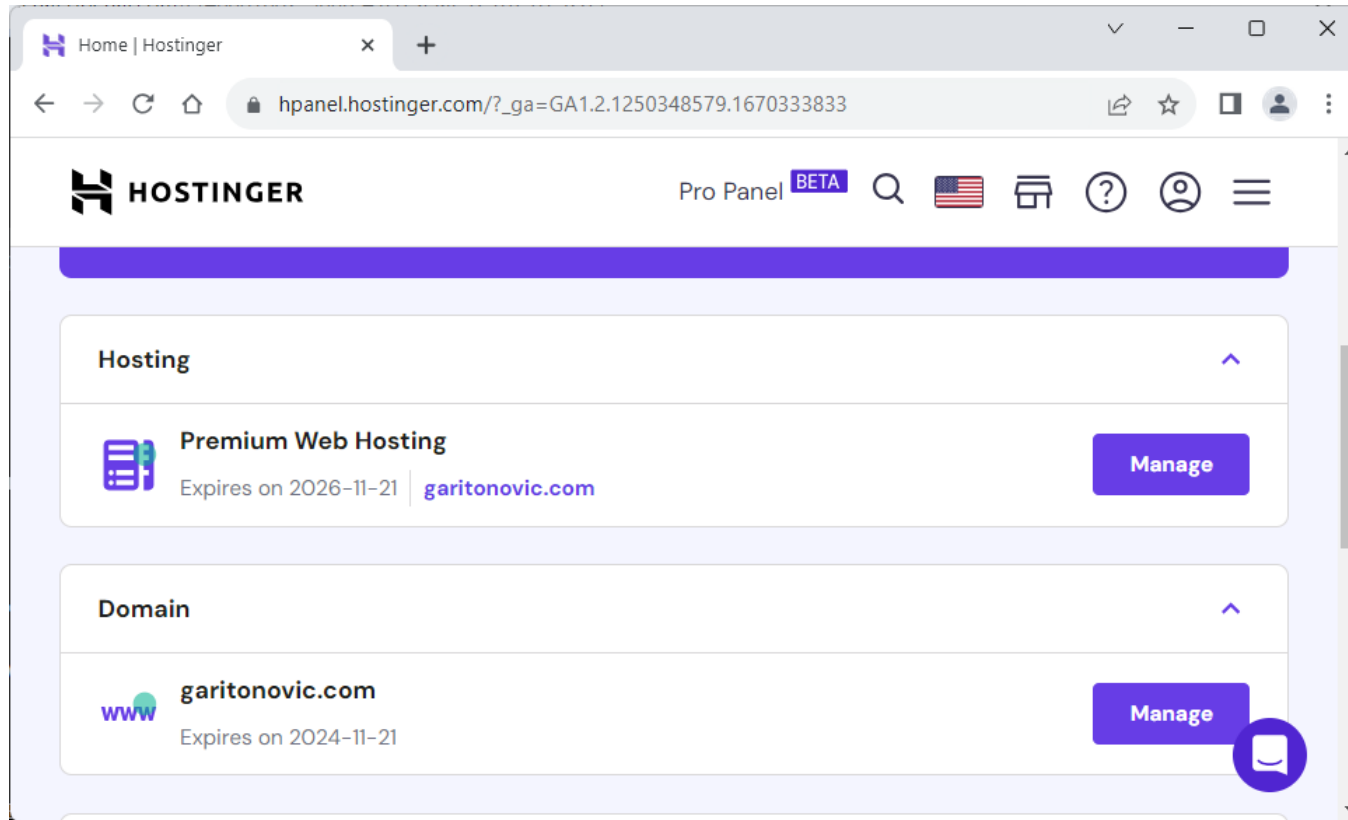 Home | Hostinger
hpanel.hostinger.com/?_ga=GA1.2.1250348579.1670333833
HOSTINGER
Pro Panel BETA
Hosting
Premium Web Hosting
Expires on 2026-11-21 garitonovic.com
Manage
Domain
www
garitonovic.com
Expires on 2024-11-21
Manage